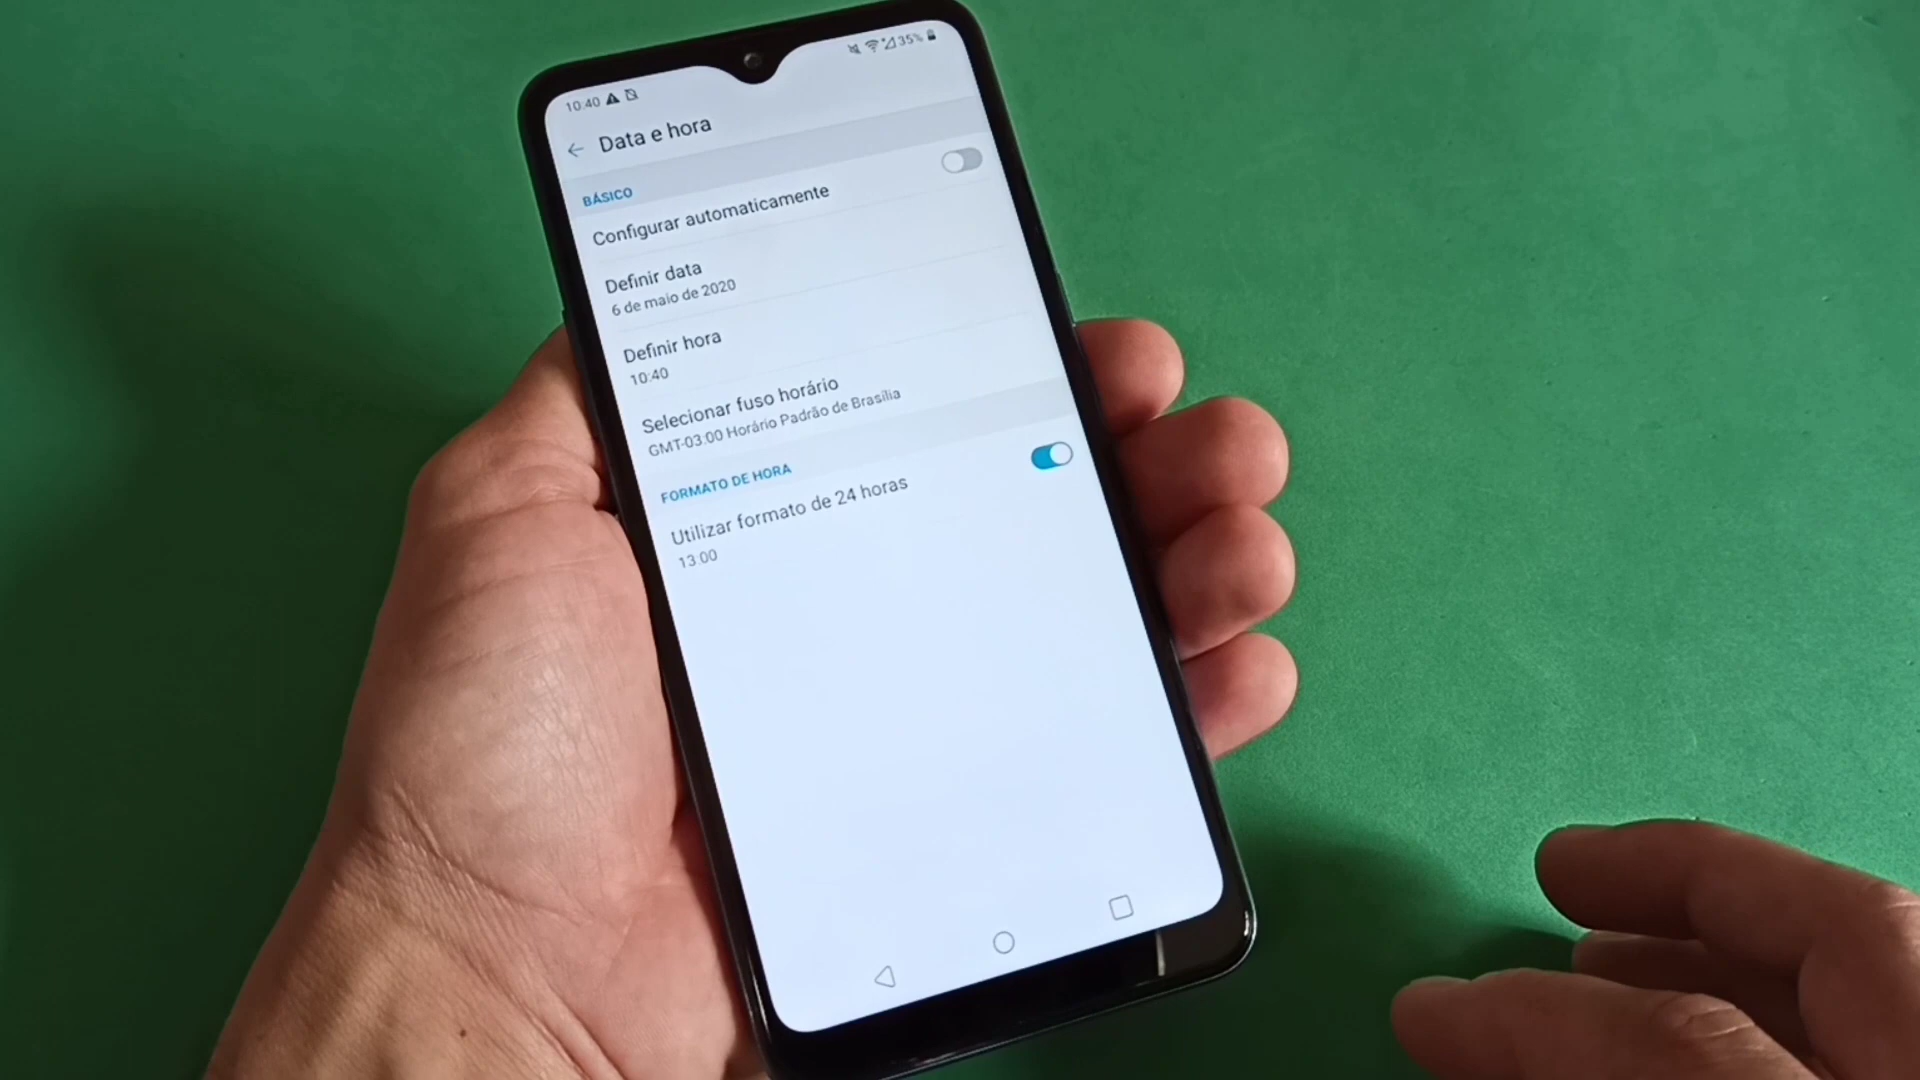 10:40
35%
Data e hora
BÁSICO
Configurar automaticamente
Definir data
6 de maio de 2020
Definir hora
10:40
Selecionar fuso horário
GMT-03:00 Horário Padrão de Brasília
FORMATO DE HORA
Utilizar formato de 24 horas
13:00